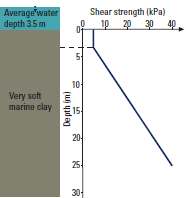 Average water
depth 3.5 m
Shear strength (kPa)
0 10 20 30 40
0
5
10
15
20
25
30
Depth (m)
Very soft
marine clay